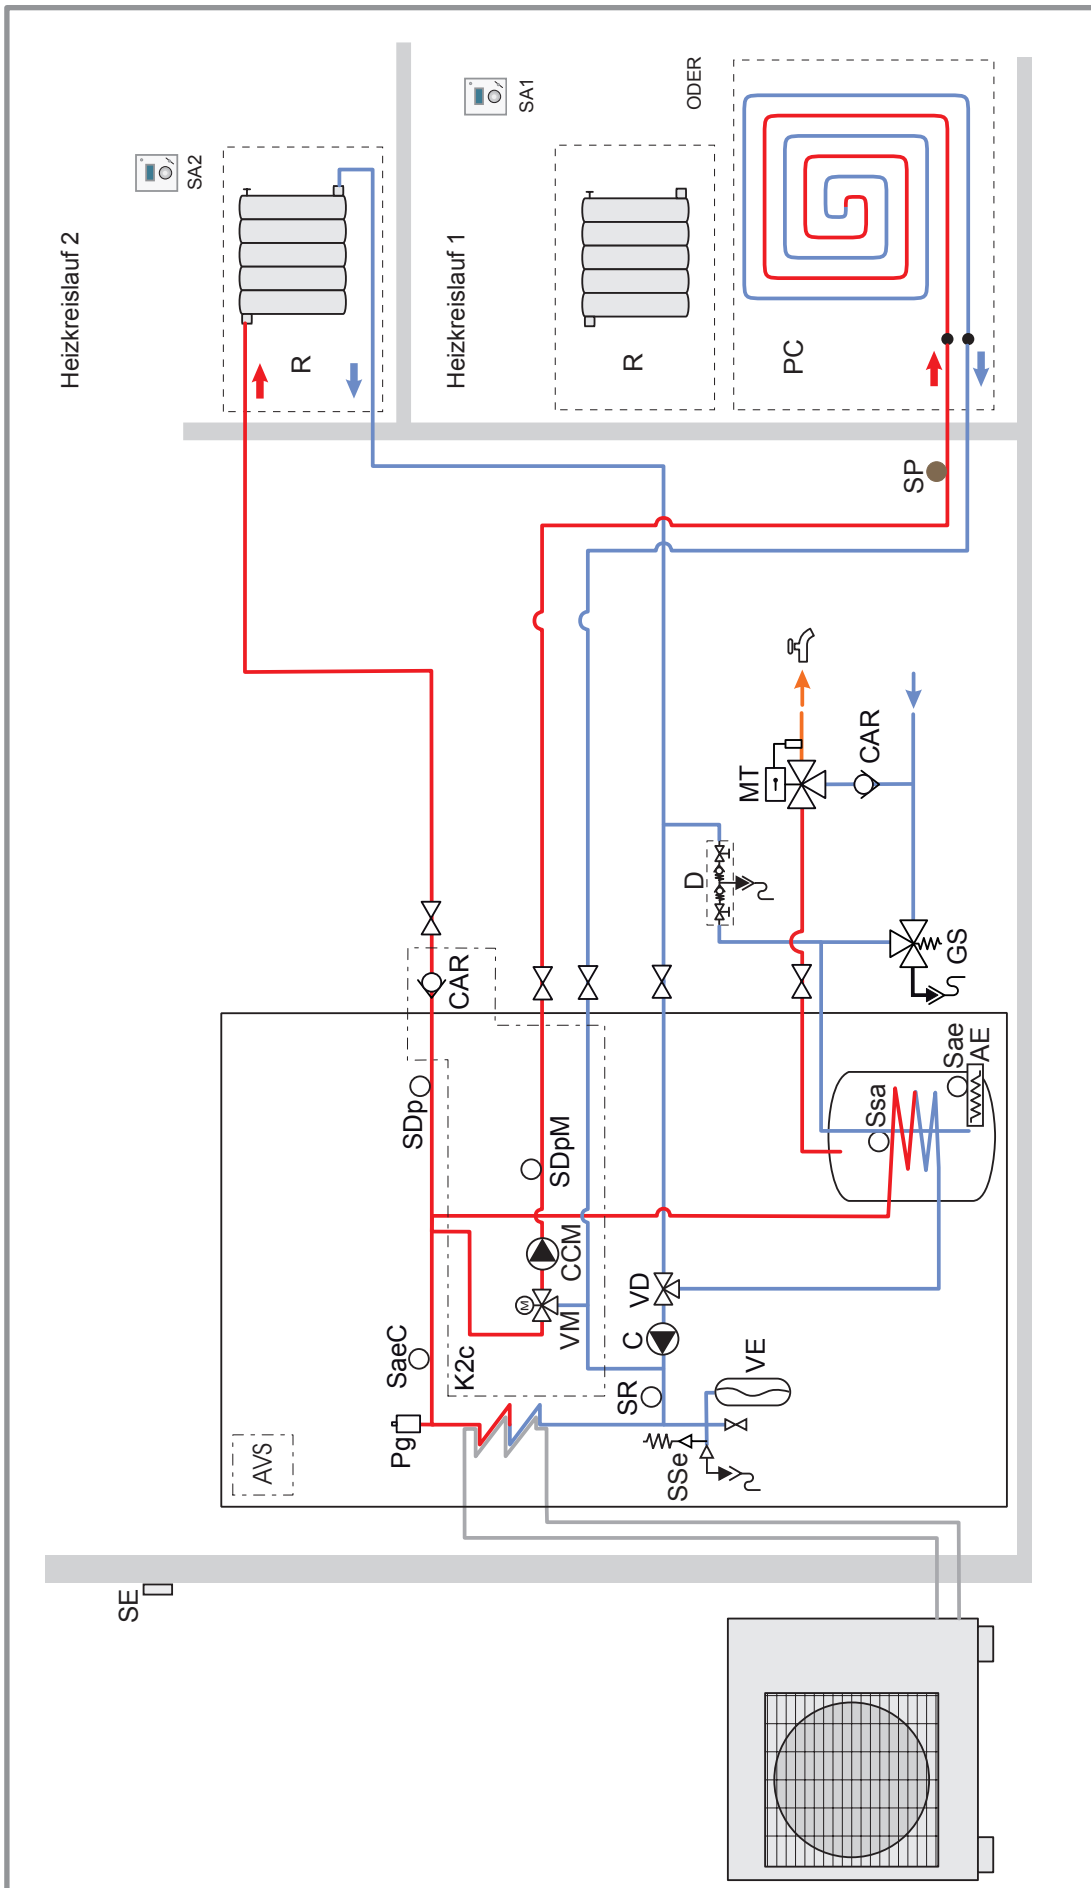 Heizkreislauf 2
SA2
R
Heizkreislauf 1
SA1
R
ODER
PC
SP
MT
CAR
D
GS
CAR
SDp
SDpM
Sae
AE
Ssa
CCM
M
VM
VD
C
SaeC
K2c
SR
VE
Pg
SSe
AVS
SE